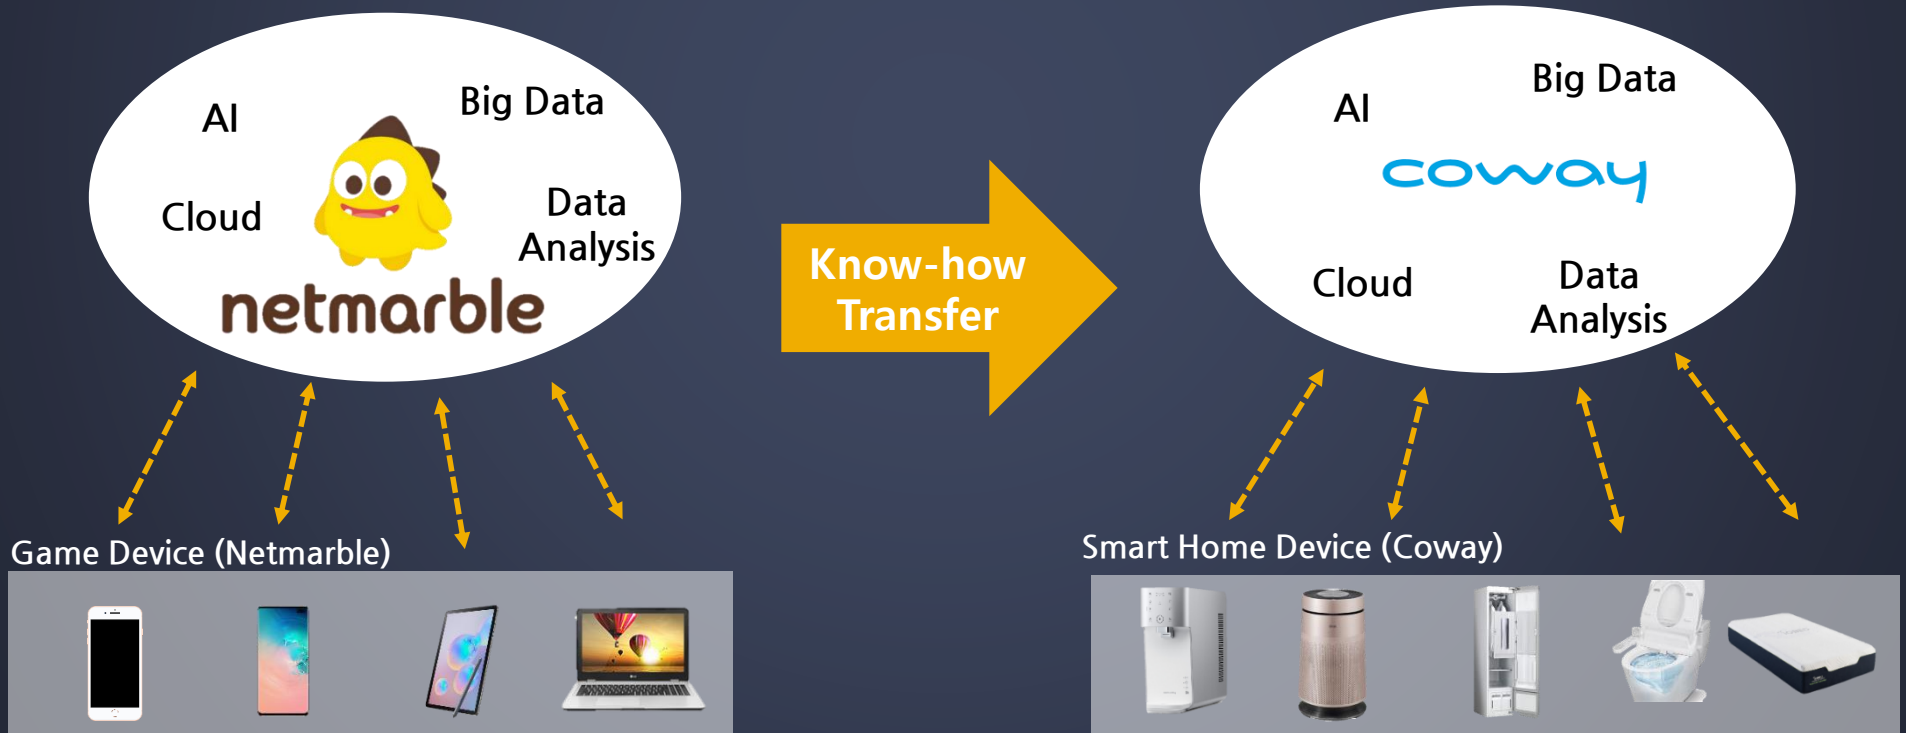 AI
Big Data
Cloud
Data
Analysis
netmarble
Know-how
Transfer
AI
Big Data
coway
Cloud
Data
Analysis
Game Device (Netmarble)
Smart Home Device (Coway)